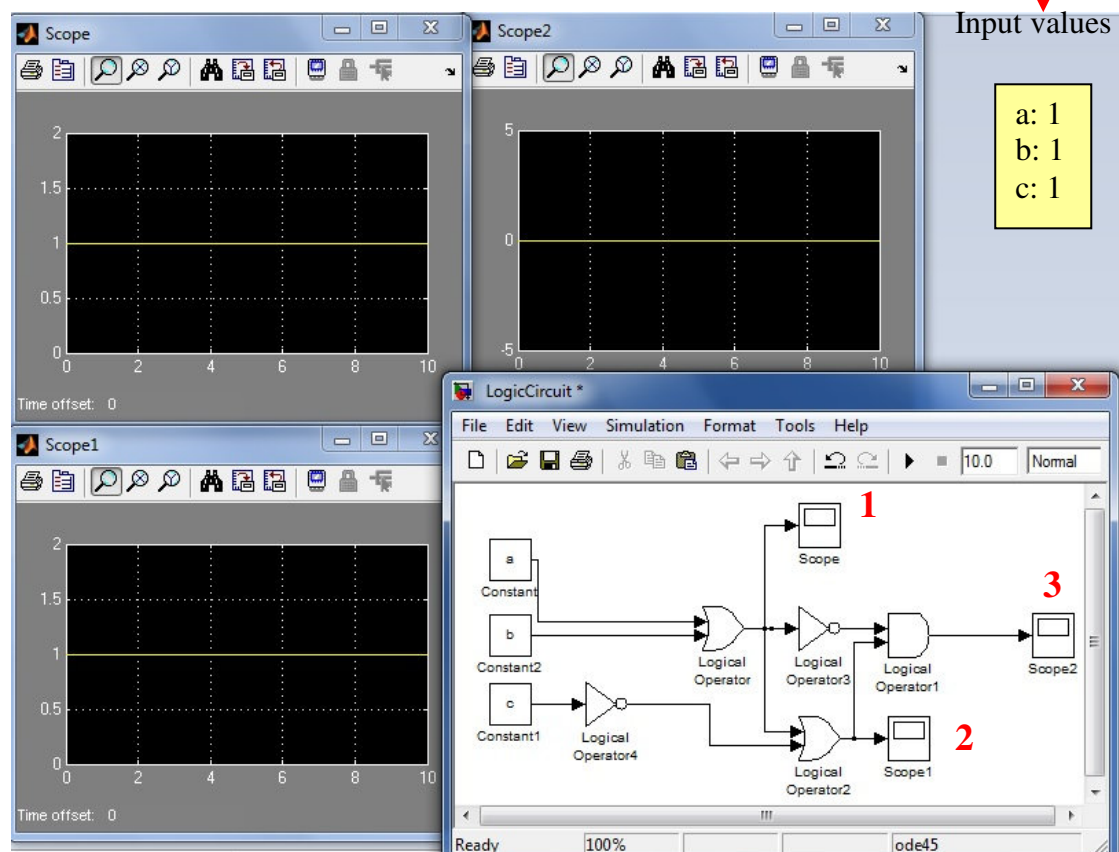 Input values
a: 1
b: 1
c: 1
Scope
2
1.5
1
0.5
0
0 2 4 6 8 10
Time offset: 0
Scope2
5
0
-5
0 2 4 6 8 10
Scope1
2
1.5
1
0.5
0
0 2 4 6 8 10
Time offset: 0
LogicCircuit *
File Edit View Simulation Format Tools Help
10.0 Normal
1
Scope
a
Constant
b
Constant2
c
Constant1
Logical
Operator4
Logical
Operator
Logical
Operator3
Logical
Operator1
3
Scope2
Logical
Operator2
2
Scope1
Ready 100% ode45